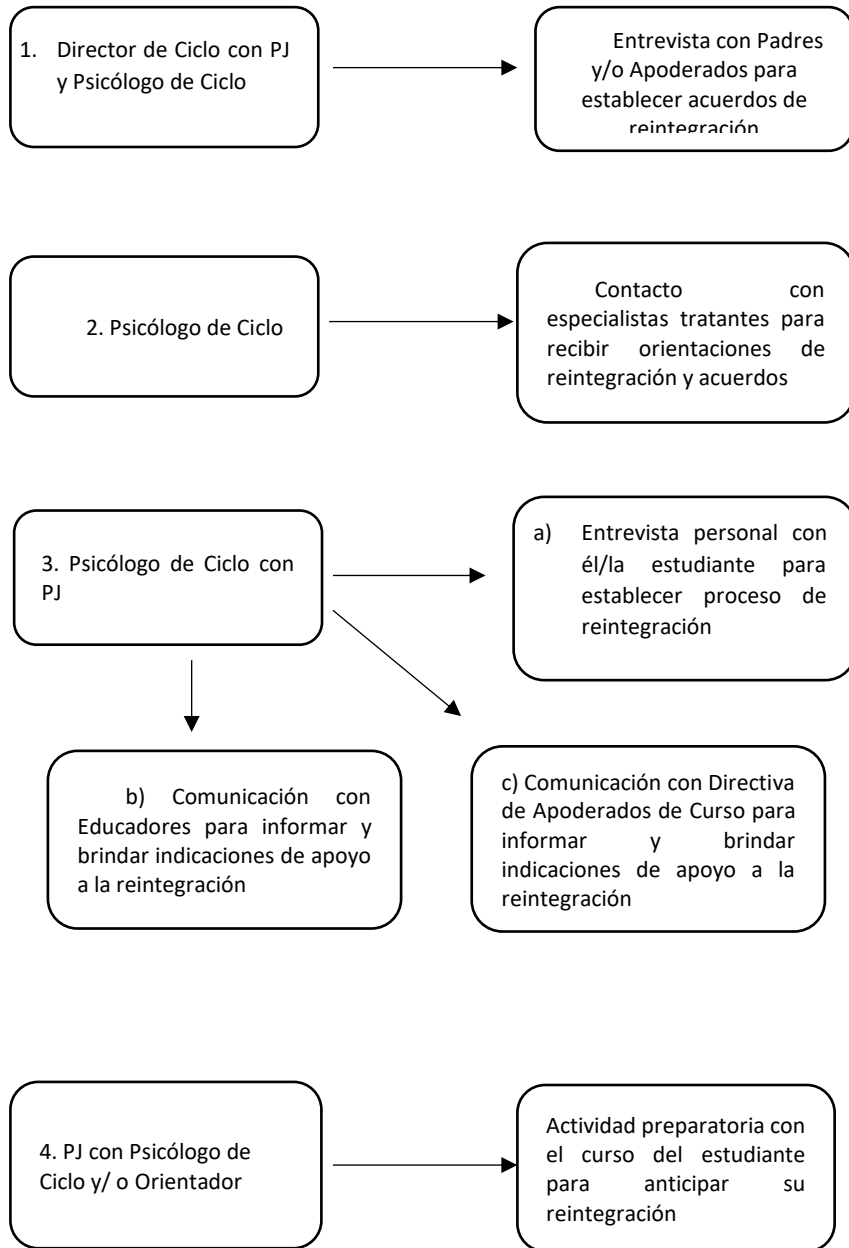 1. Director de Ciclo con PJ
y Psicólogo de Ciclo
Entrevista con Padres
y/o Apoderados para
establecer acuerdos de
reintegración
2. Psicólogo de Ciclo
Contacto con
especialistas tratantes para
recibir orientaciones de
reintegración y acuerdos
3. Psicólogo de Ciclo con
PJ
a) Entrevista personal con
él/la estudiante para
establecer proceso de
reintegración
b) Comunicación con
Educadores para informar y
brindar indicaciones de apoyo
a la reintegración
c) Comunicación con Directiva
de Apoderados de Curso para
informar y brindar
indicaciones de apoyo a la
reintegración
4. PJ con Psicólogo de
Ciclo y/ o Orientador
Actividad preparatoria con
el curso del estudiante
para anticipar su
reintegración